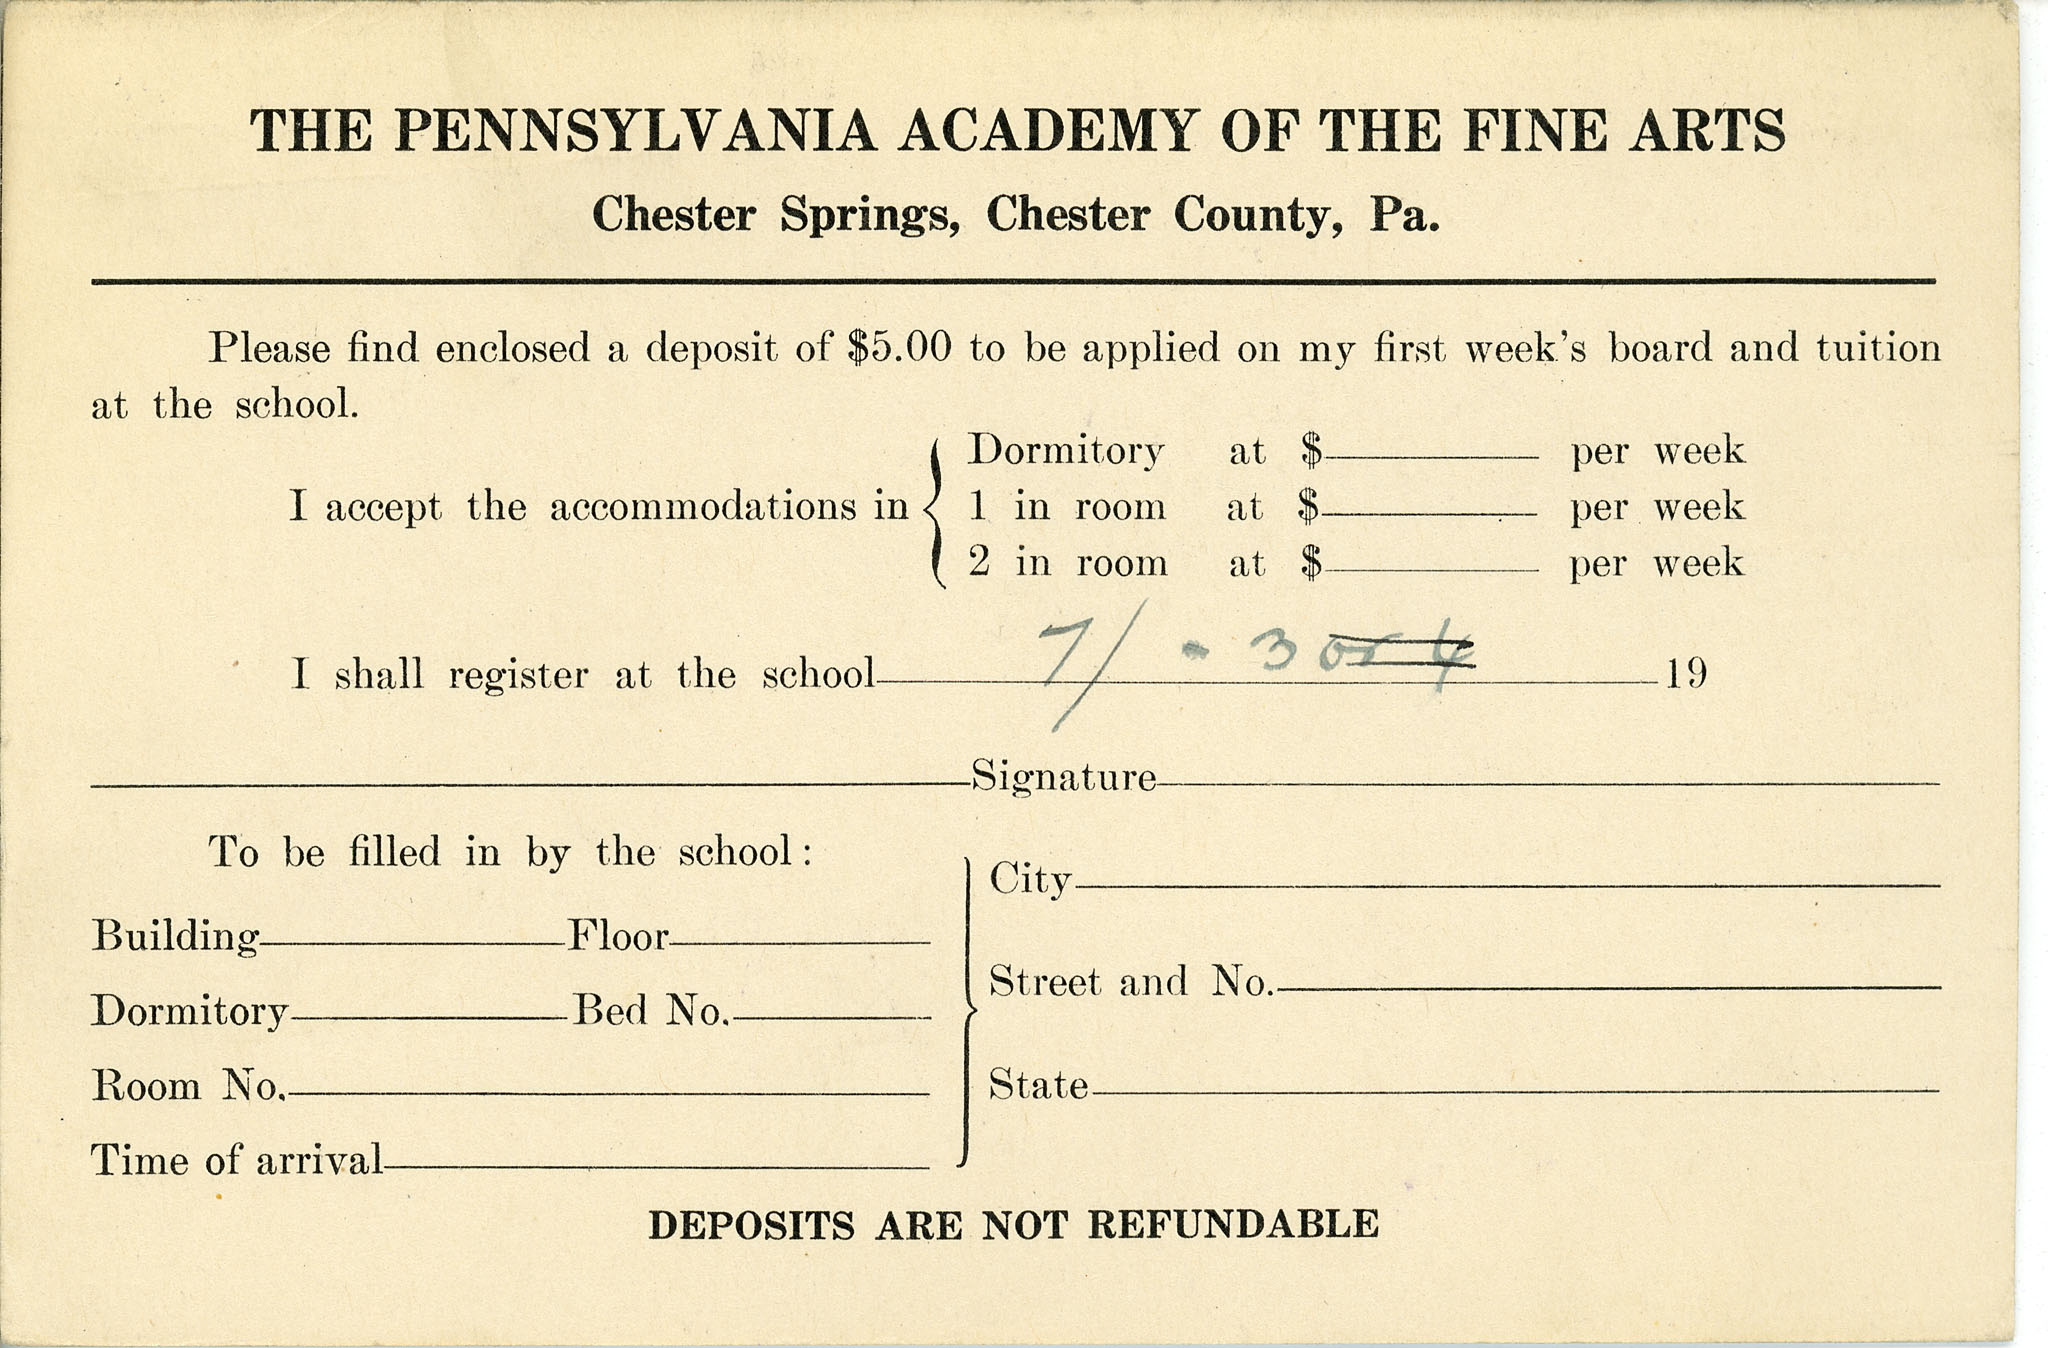 THE PENNSYLVANIA ACADEMY OF THE FINE ARTS
Chester Springs, Chester County, Pa.
Please find enclosed a deposit of $5.00 to be applied on my first week's board and tuition
at the school.
I accept the accommodations in
Dormitory at $ per week
1 in room at $ per week
2 in room at $ per week
I shall register at the school 7/ - 3 or 4 19
Signature
To be filled in by the school:
Building Floor
Dormitory Bed No.
Room No.
Time of arrival
City
Street and No.
State
DEPOSITS ARE NOT REFUNDABLE